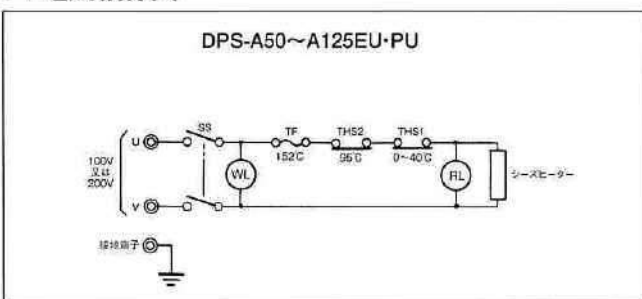 DPS-A50～A125EU･PU
SS
TF
THS2
THS1
U
152℃
95℃
0～40℃
100V
又は
200V
WL
RL
シーズヒーター
V
接地端子